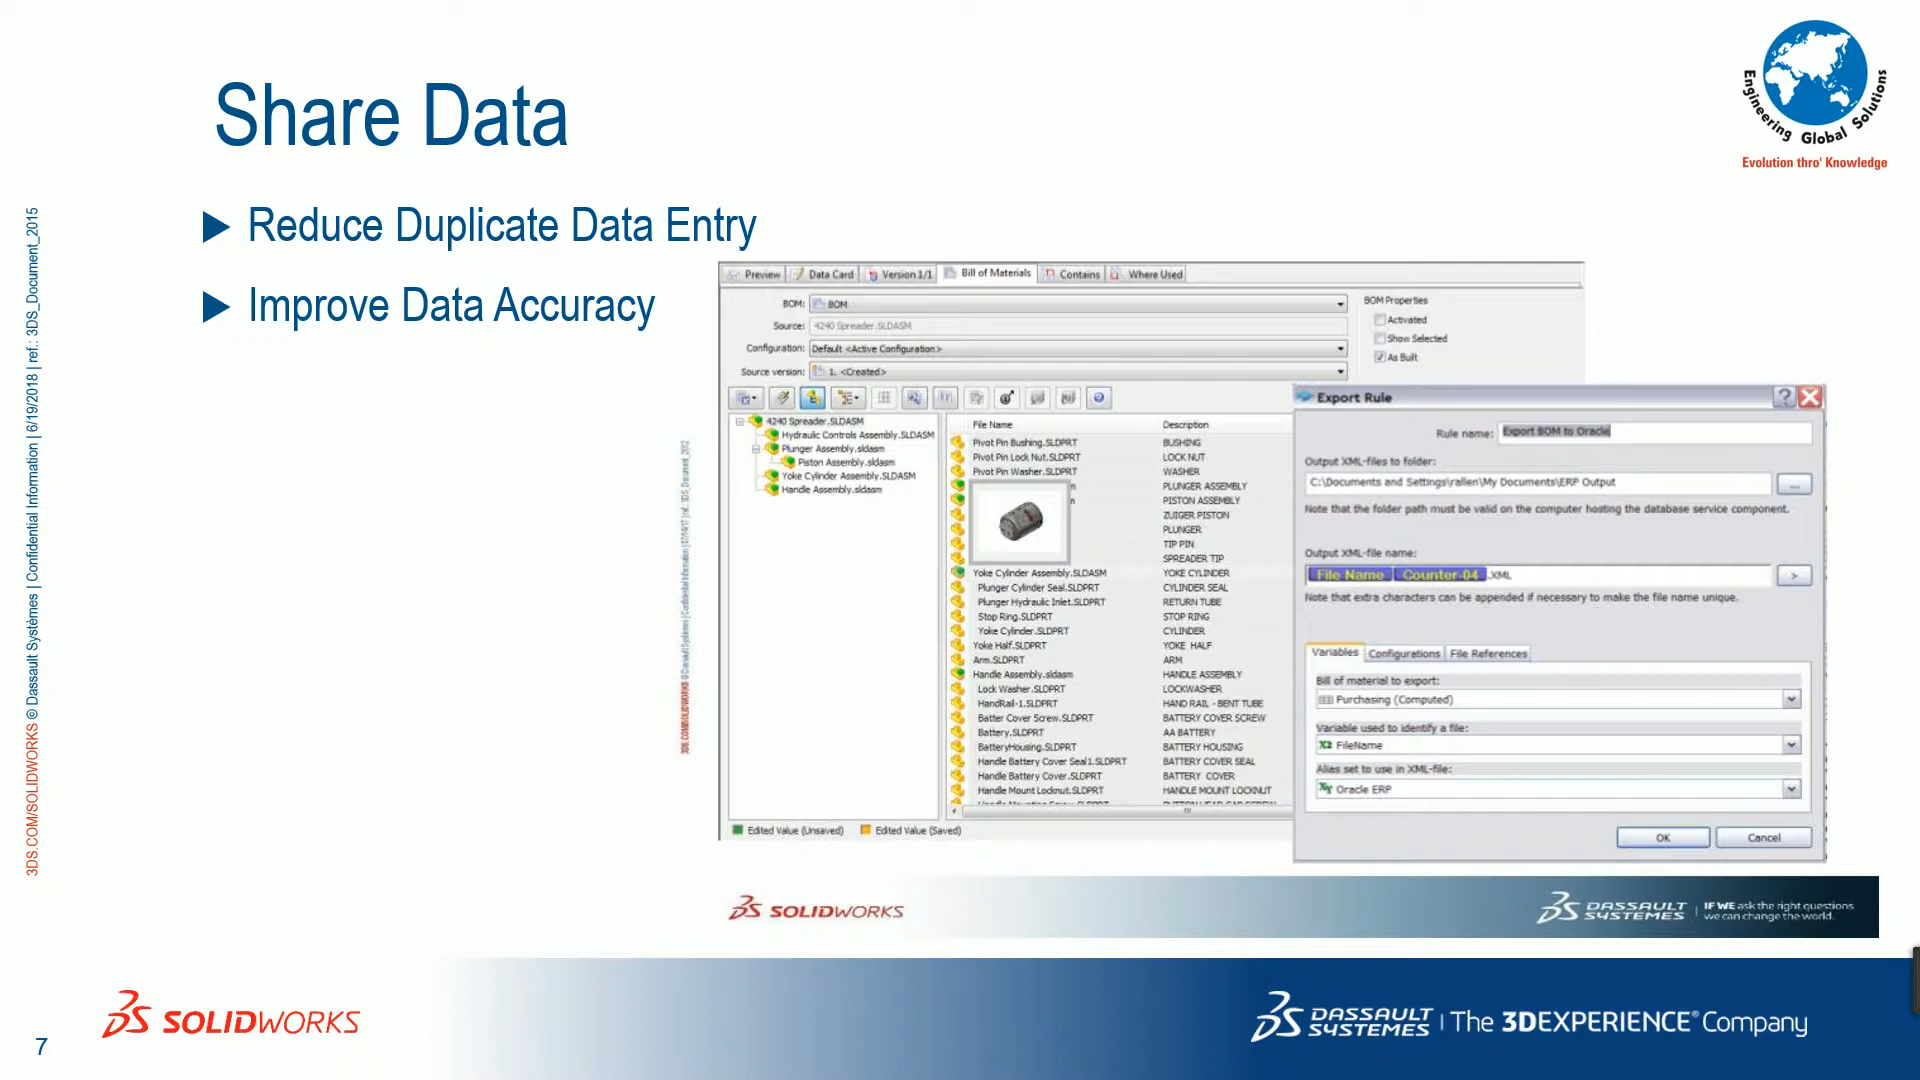 Share Data
Engineering Global Solutions
Evolution thro' Knowledge
Reduce Duplicate Data Entry
Improve Data Accuracy
3DS.COM/SOLIDWORKS © Dassault Systèmes | Confidential Information | 6/19/2018 | ref.: 3DS_Document_2015
Preview Data Card Version 1/1 Bill of Materials Contains Where Used
BOM: BOM
Source: 4240 Spreader.SLDASM
Configuration: Default <Active Configuration>
Source version: 1. <Created>
BOM Properties
Activated
Show Selected
As Built
4240 Spreader.SLDASM
Hydraulic Controls Assembly.SLDASM
Plunger Assembly.sldasm
Piston Assembly.sldasm
Yoke Cylinder Assembly.SLDASM
Handle Assembly.sldasm
File Name Description
Pivot Pin Bushing.SLDPRT BUSHING
Pivot Pin Lock Nut.SLDPRT LOCK NUT
Pivot Pin Washer.SLDPRT WASHER
PLUNGER ASSEMBLY
PISTON ASSEMBLY
ZUIGER PISTON
PLUNGER
TIP PIN
SPREADER TIP
Yoke Cylinder Assembly.SLDASM YOKE CYLINDER
Plunger Cylinder Seal.SLDPRT CYLINDER SEAL
Plunger Hydraulic Inlet.SLDPRT RETURN TUBE
Stop Ring.SLDPRT STOP RING
Yoke Cylinder.SLDPRT CYLINDER
Yoke Half.SLDPRT YOKE HALF
Arm.SLDPRT ARM
Handle Assembly.sldasm HANDLE ASSEMBLY
Lock Washer.SLDPRT LOCKWASHER
HandRail-1.SLDPRT HAND RAIL - BENT TUBE
Batter Cover Screw.SLDPRT BATTERY COVER SCREW
Battery.SLDPRT AA BATTERY
BatteryHousing.SLDPRT BATTERY HOUSING
Handle Battery Cover Seal1.SLDPRT BATTERY COVER SEAL
Handle Battery Cover.SLDPRT BATTERY COVER
Handle Mount Locknut.SLDPRT HANDLE MOUNT LOCKNUT
Edited Value (Unsaved) Edited Value (Saved)
Export Rule
Rule name: Export BOM to Oracle
Output XML-files to folder:
C:\Documents and Settings\rallen\My Documents\ERP Output
...
Note that the folder path must be valid on the computer hosting the database service component.
Output XML-file name:
File Name Counter-04 .XML
>
Note that extra characters can be appended if necessary to make the file name unique.
Variables Configurations File References
Bill of material to export:
Purchasing (Computed)
Variable used to identify a file:
FileName
Alias set to use in XML-file:
Oracle ERP
OK Cancel
SOLIDWORKS
DASSAULT SYSTEMES | IF WE ask the right questions
we can change the world.
SOLIDWORKS
DASSAULT SYSTEMES | The 3DEXPERIENCE® Company
7